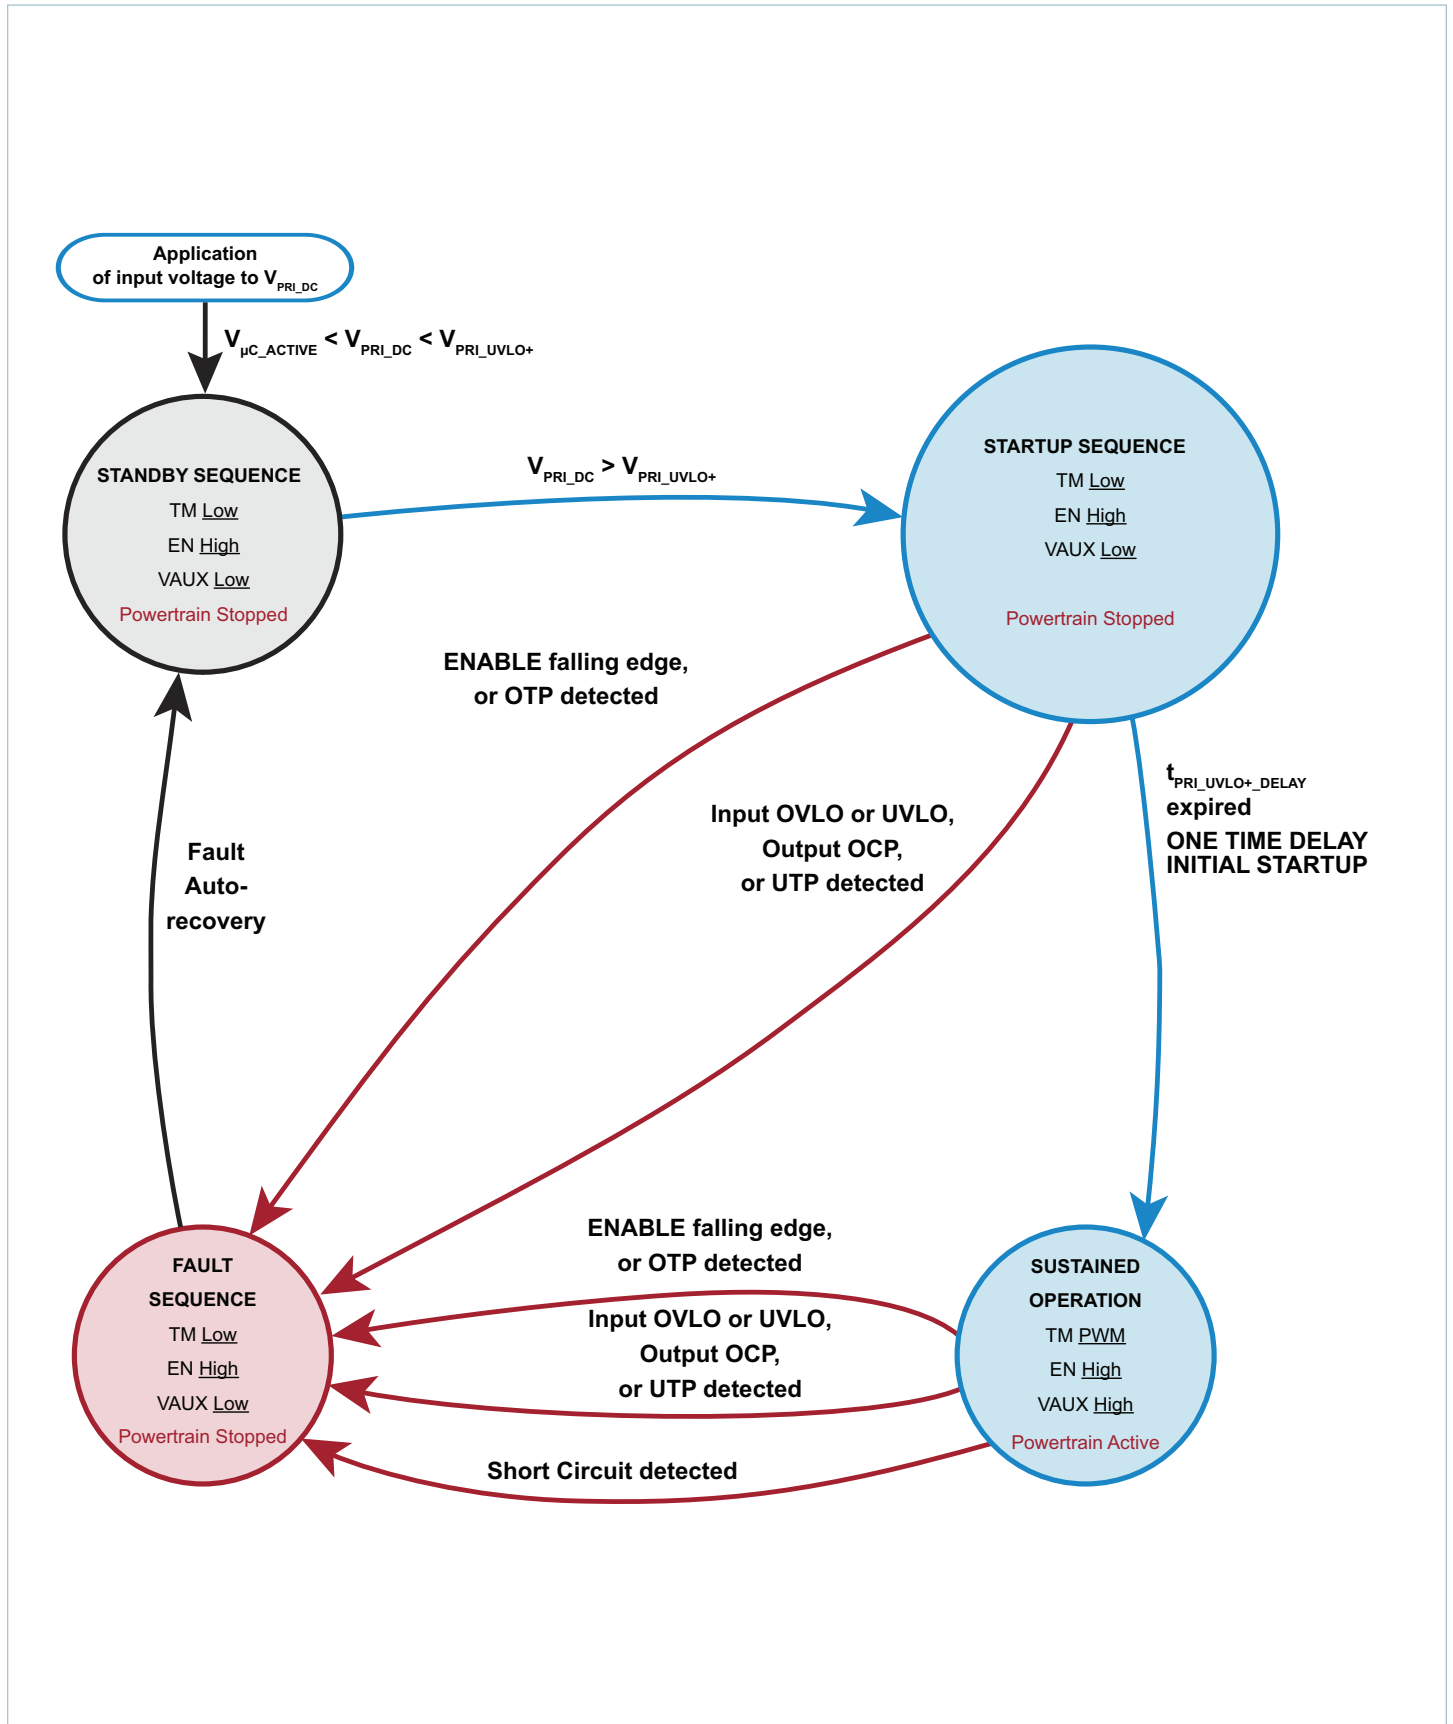 Application
of input voltage to VPRI_DC
VµC_ACTIVE < VPRI_DC < VPRI_UVLO+
STANDBY SEQUENCE
TM Low
EN High
VAUX Low
Powertrain Stopped
VPRI_DC > VPRI_UVLO+
STARTUP SEQUENCE
TM Low
EN High
VAUX Low
Powertrain Stopped
ENABLE falling edge,
or OTP detected
Input OVLO or UVLO,
Output OCP,
or UTP detected
tPRI_UVLO+_DELAY
expired
ONE TIME DELAY
INITIAL STARTUP
Fault
Auto-
recovery
FAULT
SEQUENCE
TM Low
EN High
VAUX Low
Powertrain Stopped
ENABLE falling edge,
or OTP detected
Input OVLO or UVLO,
Output OCP,
or UTP detected
Short Circuit detected
SUSTAINED
OPERATION
TM PWM
EN High
VAUX High
Powertrain Active